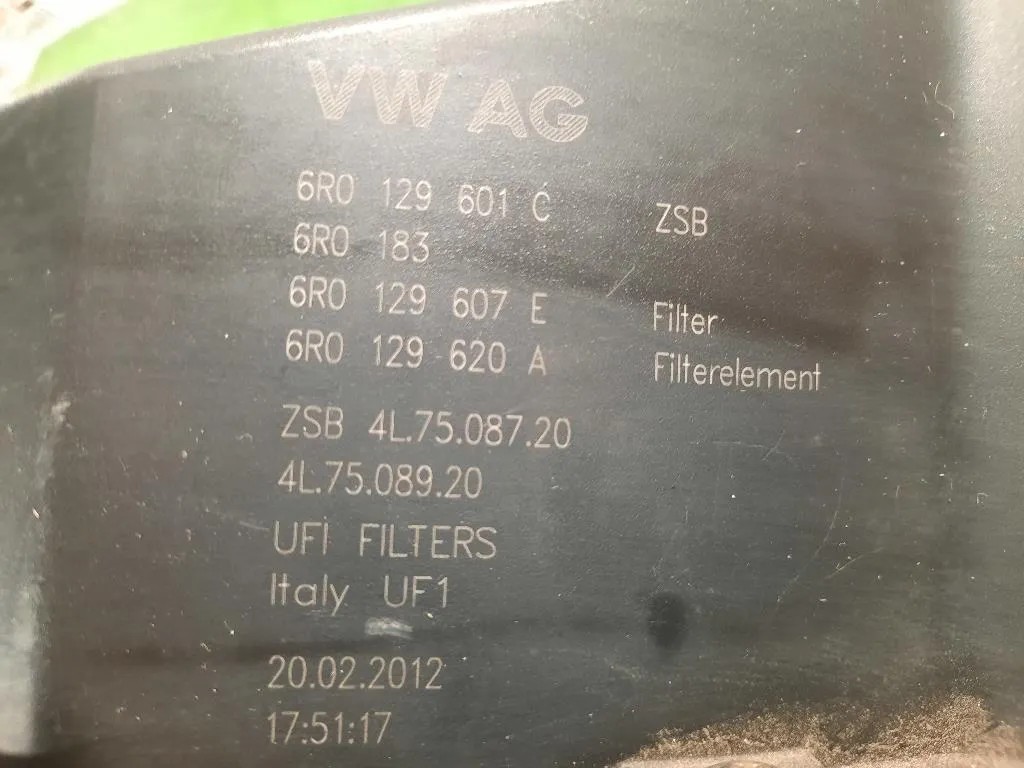 VW AG
6R0 129 601 C ZSB
6R0 183
6R0 129 607 E Filter
6R0 129 620 A Filterelement
ZSB 4L.75.087.20
4L.75.089.20
UFI FILTERS
Italy UF1
20.02.2012
17:51:17